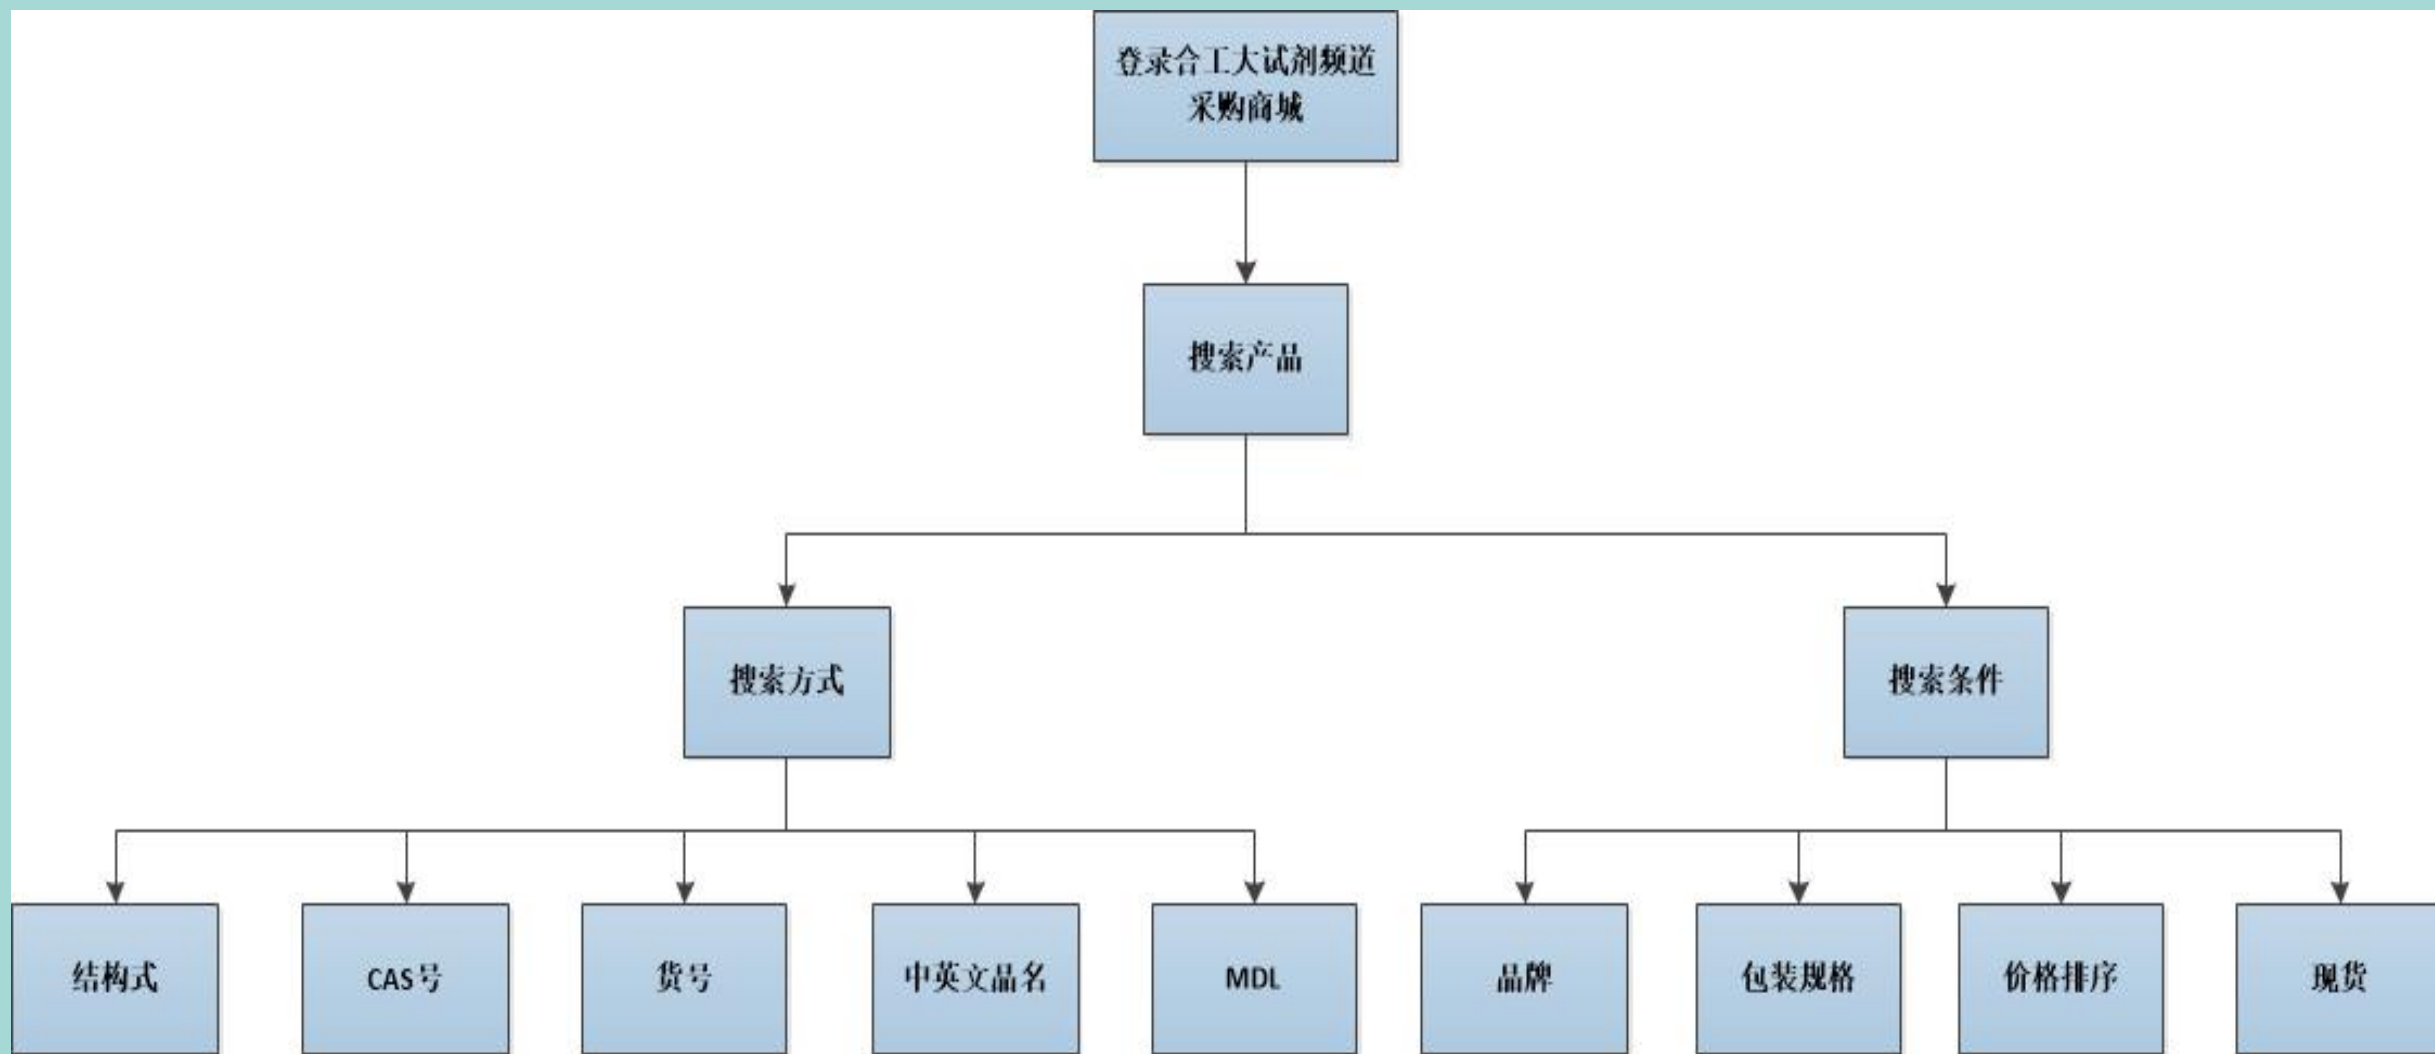 登录合工大试剂频道
采购商城
搜索产品
搜索方式
搜索条件
结构式
CAS号
货号
中英文品名
MDL
品牌
包装规格
价格排序
现货